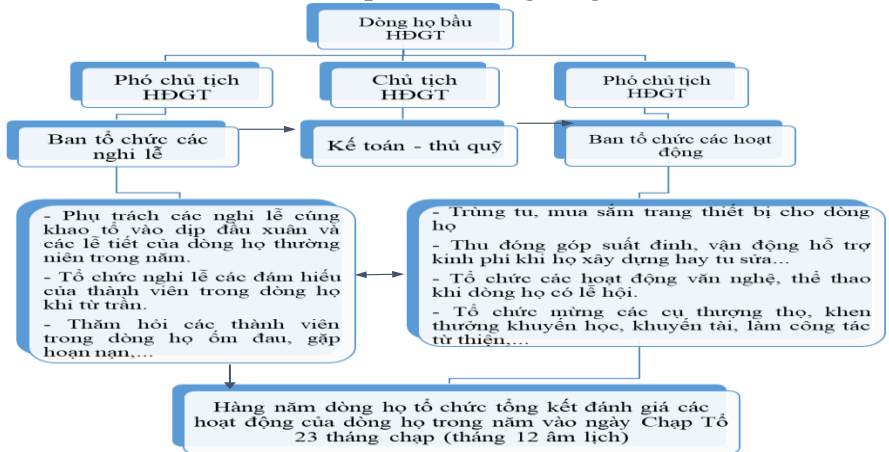 Dòng họ bầu
HĐGT
Phó chủ tịch
HĐGT
Chủ tịch
HĐGT
Phó chủ tịch
HĐGT
Ban tổ chức các
nghi lễ
Kế toán - thủ quỹ
Ban tổ chức các hoạt
động
- Phụ trách các nghi lễ cúng
khao tổ vào dịp đầu xuân và
các lễ tiết của dòng họ thường
niên trong năm.
- Tổ chức nghi lễ các đám hiếu
của thành viên trong dòng họ
khi từ trần.
- Thăm hỏi các thành viên
trong dòng họ ốm đau, gặp
hoạn nạn,...
- Trùng tu, mua sắm trang thiết bị cho dòng
họ
- Thu đóng góp suất đinh, vận động hỗ trợ
kinh phí khi họ xây dựng hay tu sửa...
- Tổ chức các hoạt động văn nghệ, thể thao
khi dòng họ có lễ hội.
- Tổ chức mừng các cụ thượng thọ, khen
thưởng khuyến học, khuyến tài, làm công tác
từ thiện,...
Hàng năm dòng họ tổ chức tổng kết đánh giá các
hoạt động của dòng họ trong năm vào ngày Chạp Tổ
23 tháng chạp (tháng 12 âm lịch)